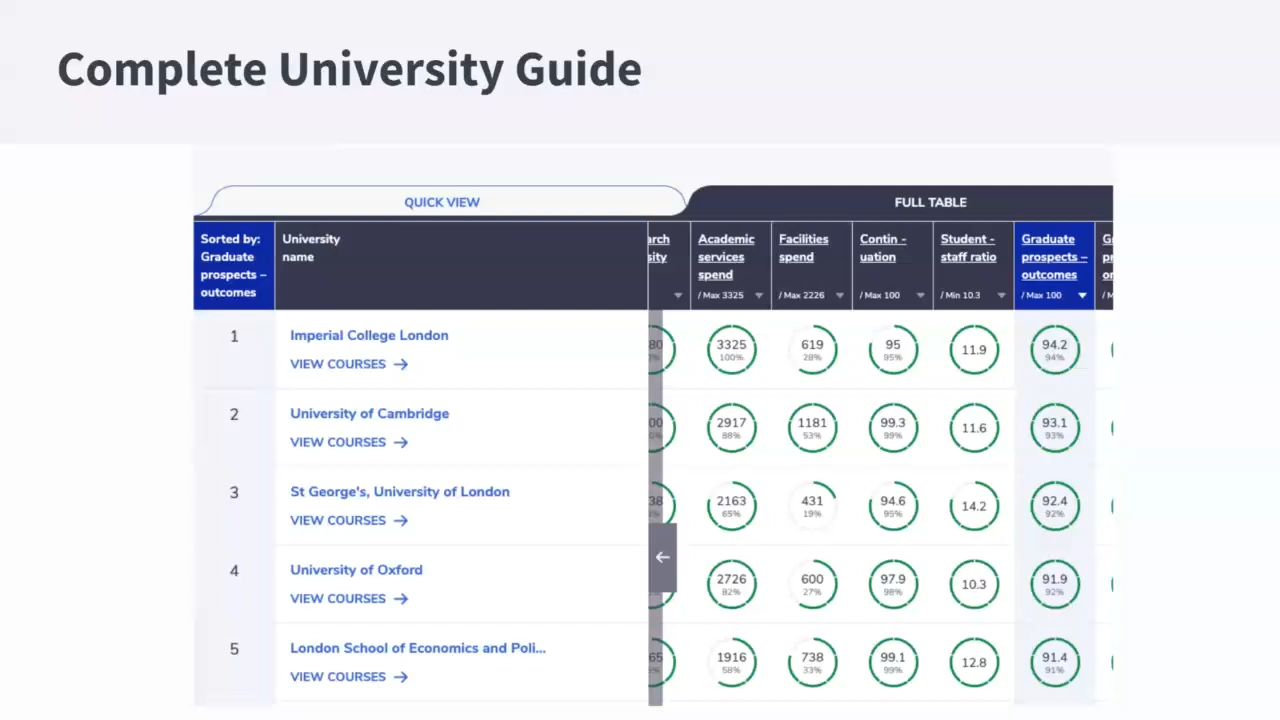 Complete University Guide
QUICK VIEW
FULL TABLE
Sorted by:
Graduate
prospects –
outcomes
University
name
arch
sity
Academic
services
spend
/ Max 3325
Facilities
spend
/ Max 2226
Contin -
uation
/ Max 100
Student -
staff ratio
/ Min 10.3
Graduate
prospects –
outcomes
/ Max 100
1
Imperial College London
VIEW COURSES
3325
100%
619
28%
95
95%
11.9
94.2
94%
2
University of Cambridge
VIEW COURSES
2917
88%
1181
53%
99.3
99%
11.6
93.1
93%
3
St George's, University of London
VIEW COURSES
2163
65%
431
19%
94.6
95%
14.2
92.4
92%
4
University of Oxford
VIEW COURSES
2726
82%
600
27%
97.9
98%
10.3
91.9
92%
5
London School of Economics and Poli...
VIEW COURSES
1916
58%
738
33%
99.1
99%
12.8
91.4
91%